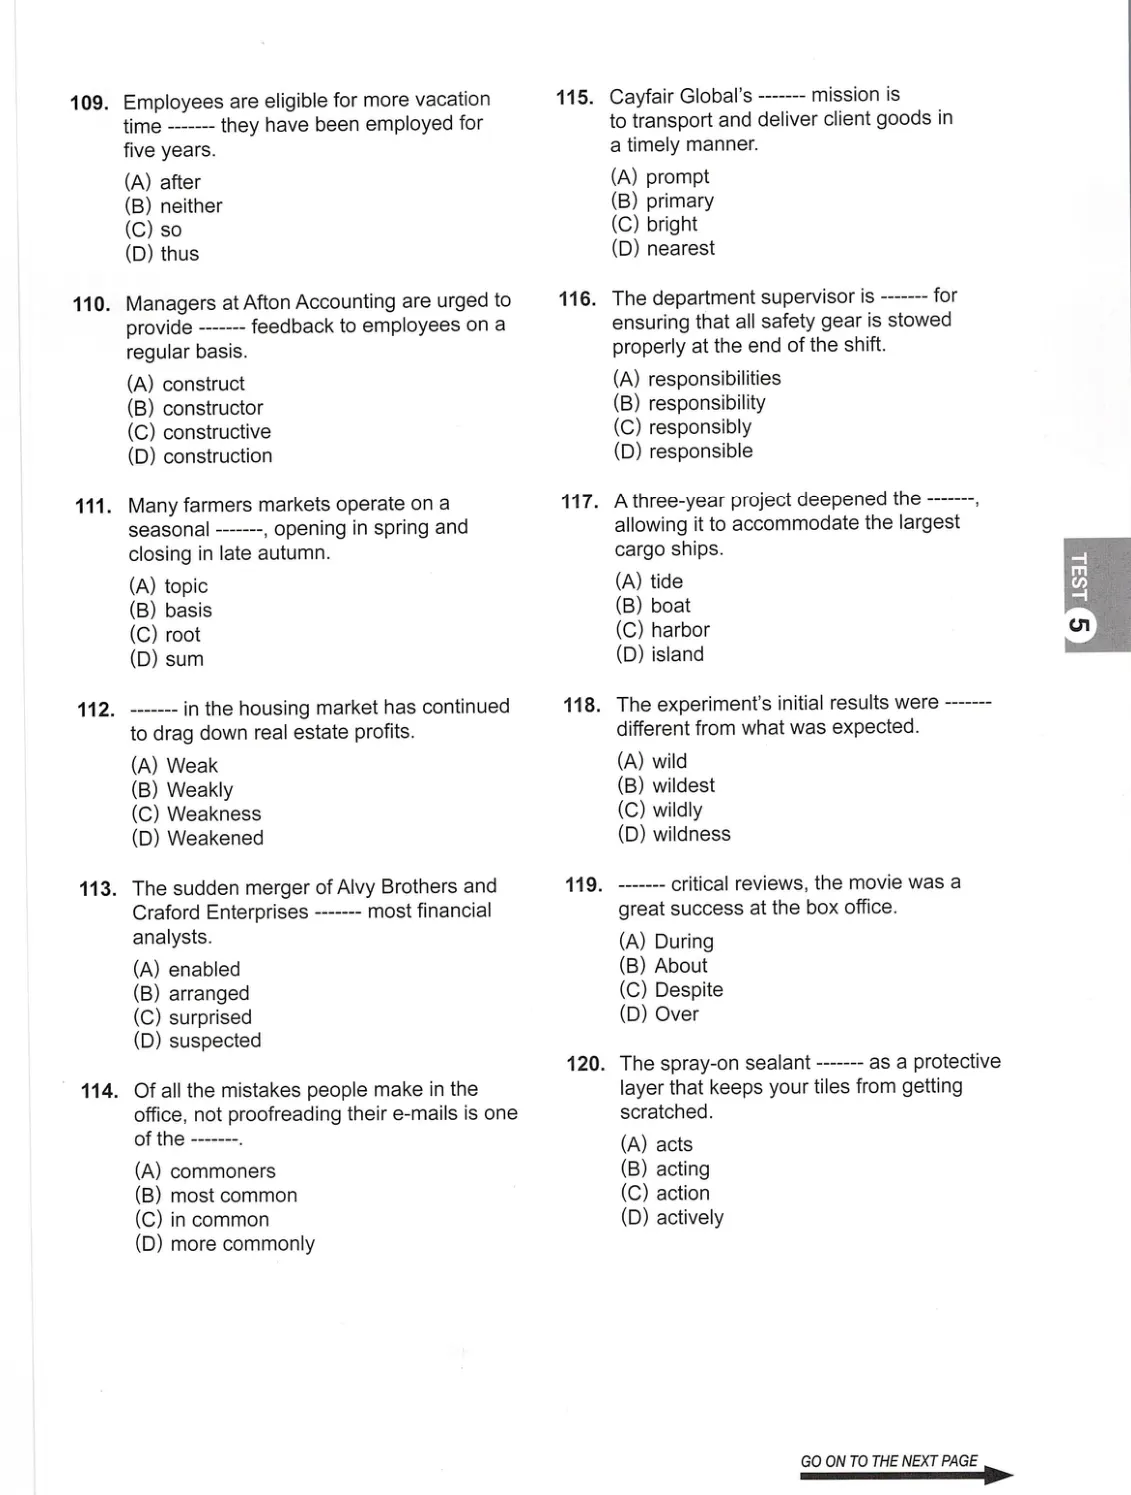 109. Employees are eligible for more vacation
time ------- they have been employed for
five years.
(A) after
(B) neither
(C) so
(D) thus
110. Managers at Afton Accounting are urged to
provide ------- feedback to employees on a
regular basis.
(A) construct
(B) constructor
(C) constructive
(D) construction
111. Many farmers markets operate on a
seasonal -------, opening in spring and
closing in late autumn.
(A) topic
(B) basis
(C) root
(D) sum
112. ------- in the housing market has continued
to drag down real estate profits.
(A) Weak
(B) Weakly
(C) Weakness
(D) Weakened
113. The sudden merger of Alvy Brothers and
Craford Enterprises ------- most financial
analysts.
(A) enabled
(B) arranged
(C) surprised
(D) suspected
114. Of all the mistakes people make in the
office, not proofreading their e-mails is one
of the -------.
(A) commoners
(B) most common
(C) in common
(D) more commonly
115. Cayfair Global's ------- mission is
to transport and deliver client goods in
a timely manner.
(A) prompt
(B) primary
(C) bright
(D) nearest
116. The department supervisor is ------- for
ensuring that all safety gear is stowed
properly at the end of the shift.
(A) responsibilities
(B) responsibility
(C) responsibly
(D) responsible
117. A three-year project deepened the -------,
allowing it to accommodate the largest
cargo ships.
(A) tide
(B) boat
(C) harbor
(D) island
118. The experiment's initial results were -------
different from what was expected.
(A) wild
(B) wildest
(C) wildly
(D) wildness
119. ------- critical reviews, the movie was a
great success at the box office.
(A) During
(B) About
(C) Despite
(D) Over
120. The spray-on sealant ------- as a protective
layer that keeps your tiles from getting
scratched.
(A) acts
(B) acting
(C) action
(D) actively
TEST 5
GO ON TO THE NEXT PAGE